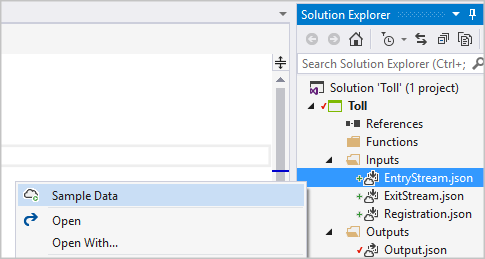 Solution Explorer
Search Solution Explorer (Ctrl+;
Solution 'Toll' (1 project)
Toll
References
Functions
Inputs
EntryStream.json
ExitStream.json
Registration.json
Outputs
Output.json
Sample Data
Open
Open With...